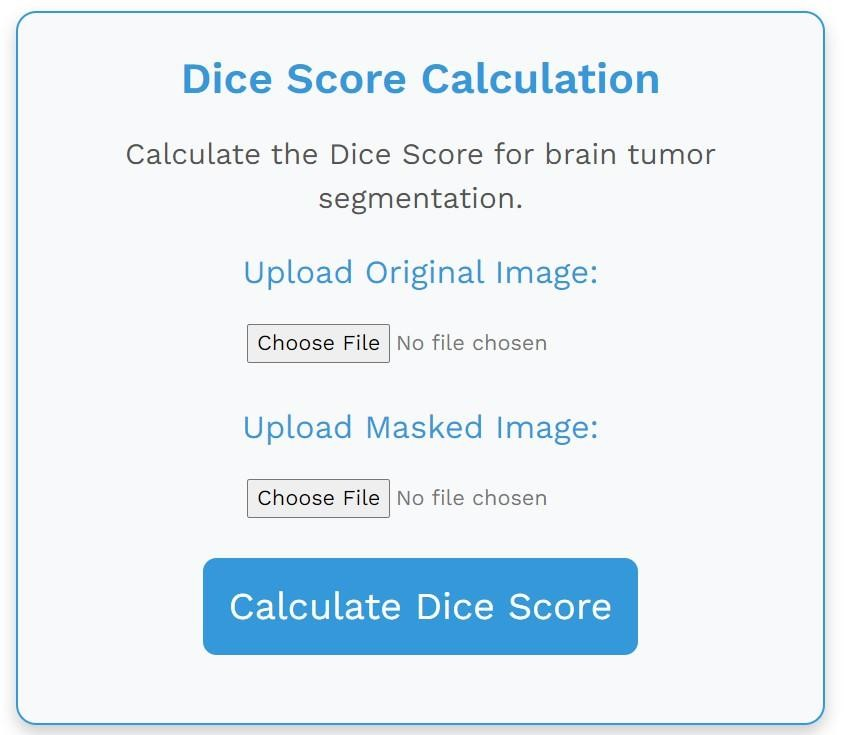 Dice Score Calculation
Calculate the Dice Score for brain tumor
segmentation.
Upload Original Image:
Choose File No file chosen
Upload Masked Image:
Choose File No file chosen
Calculate Dice Score